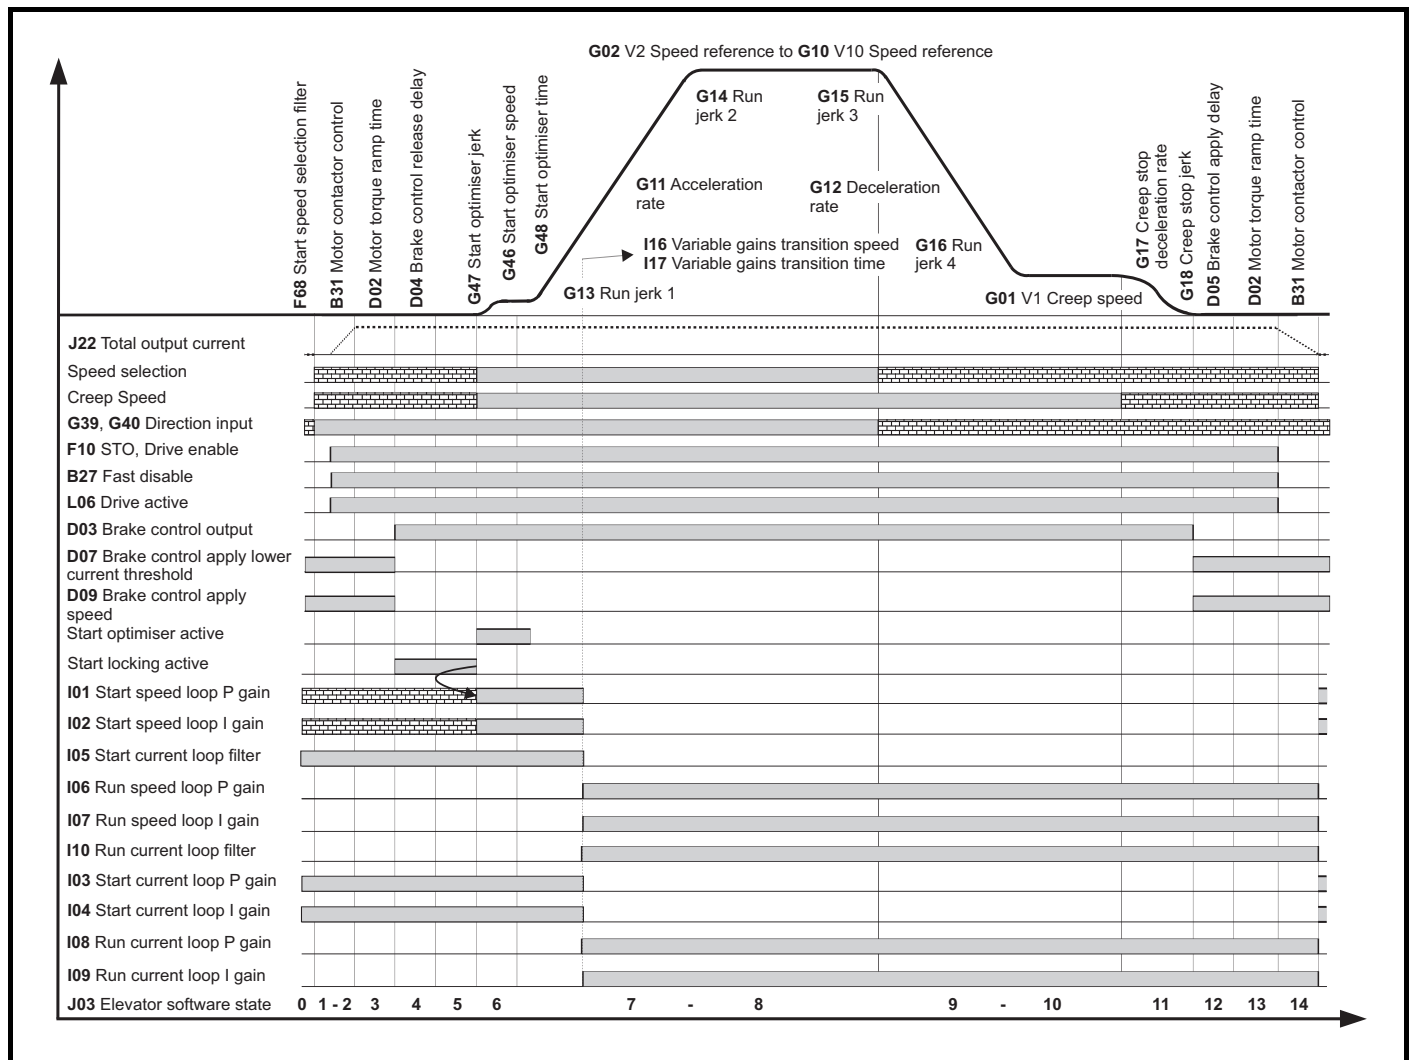 G02 V2 Speed reference to G10 V10 Speed reference
F68 Start speed selection filter
B31 Motor contactor control
D02 Motor torque ramp time
D04 Brake control release delay
G47 Start optimiser jerk
G46 Start optimiser speed
G48 Start optimiser time
G14 Run
jerk 2
G15 Run
jerk 3
G11 Acceleration
rate
G12 Deceleration
rate
I16 Variable gains transition speed
I17 Variable gains transition time
G16 Run
jerk 4
G13 Run jerk 1
G01 V1 Creep speed
G17 Creep stop
deceleration rate
G18 Creep stop jerk
D05 Brake control apply delay
D02 Motor torque ramp time
B31 Motor contactor control
J22 Total output current
Speed selection
Creep Speed
G39, G40 Direction input
F10 STO, Drive enable
B27 Fast disable
L06 Drive active
D03 Brake control output
D07 Brake control apply lower
current threshold
D09 Brake control apply
speed
Start optimiser active
Start locking active
I01 Start speed loop P gain
I02 Start speed loop I gain
I05 Start current loop filter
I06 Run speed loop P gain
I07 Run speed loop I gain
I10 Run current loop filter
I03 Start current loop P gain
I04 Start current loop I gain
I08 Run current loop P gain
I09 Run current loop I gain
J03 Elevator software state 0 1 - 2 3 4 5 6 7 - 8 9 - 10 11 12 13 14